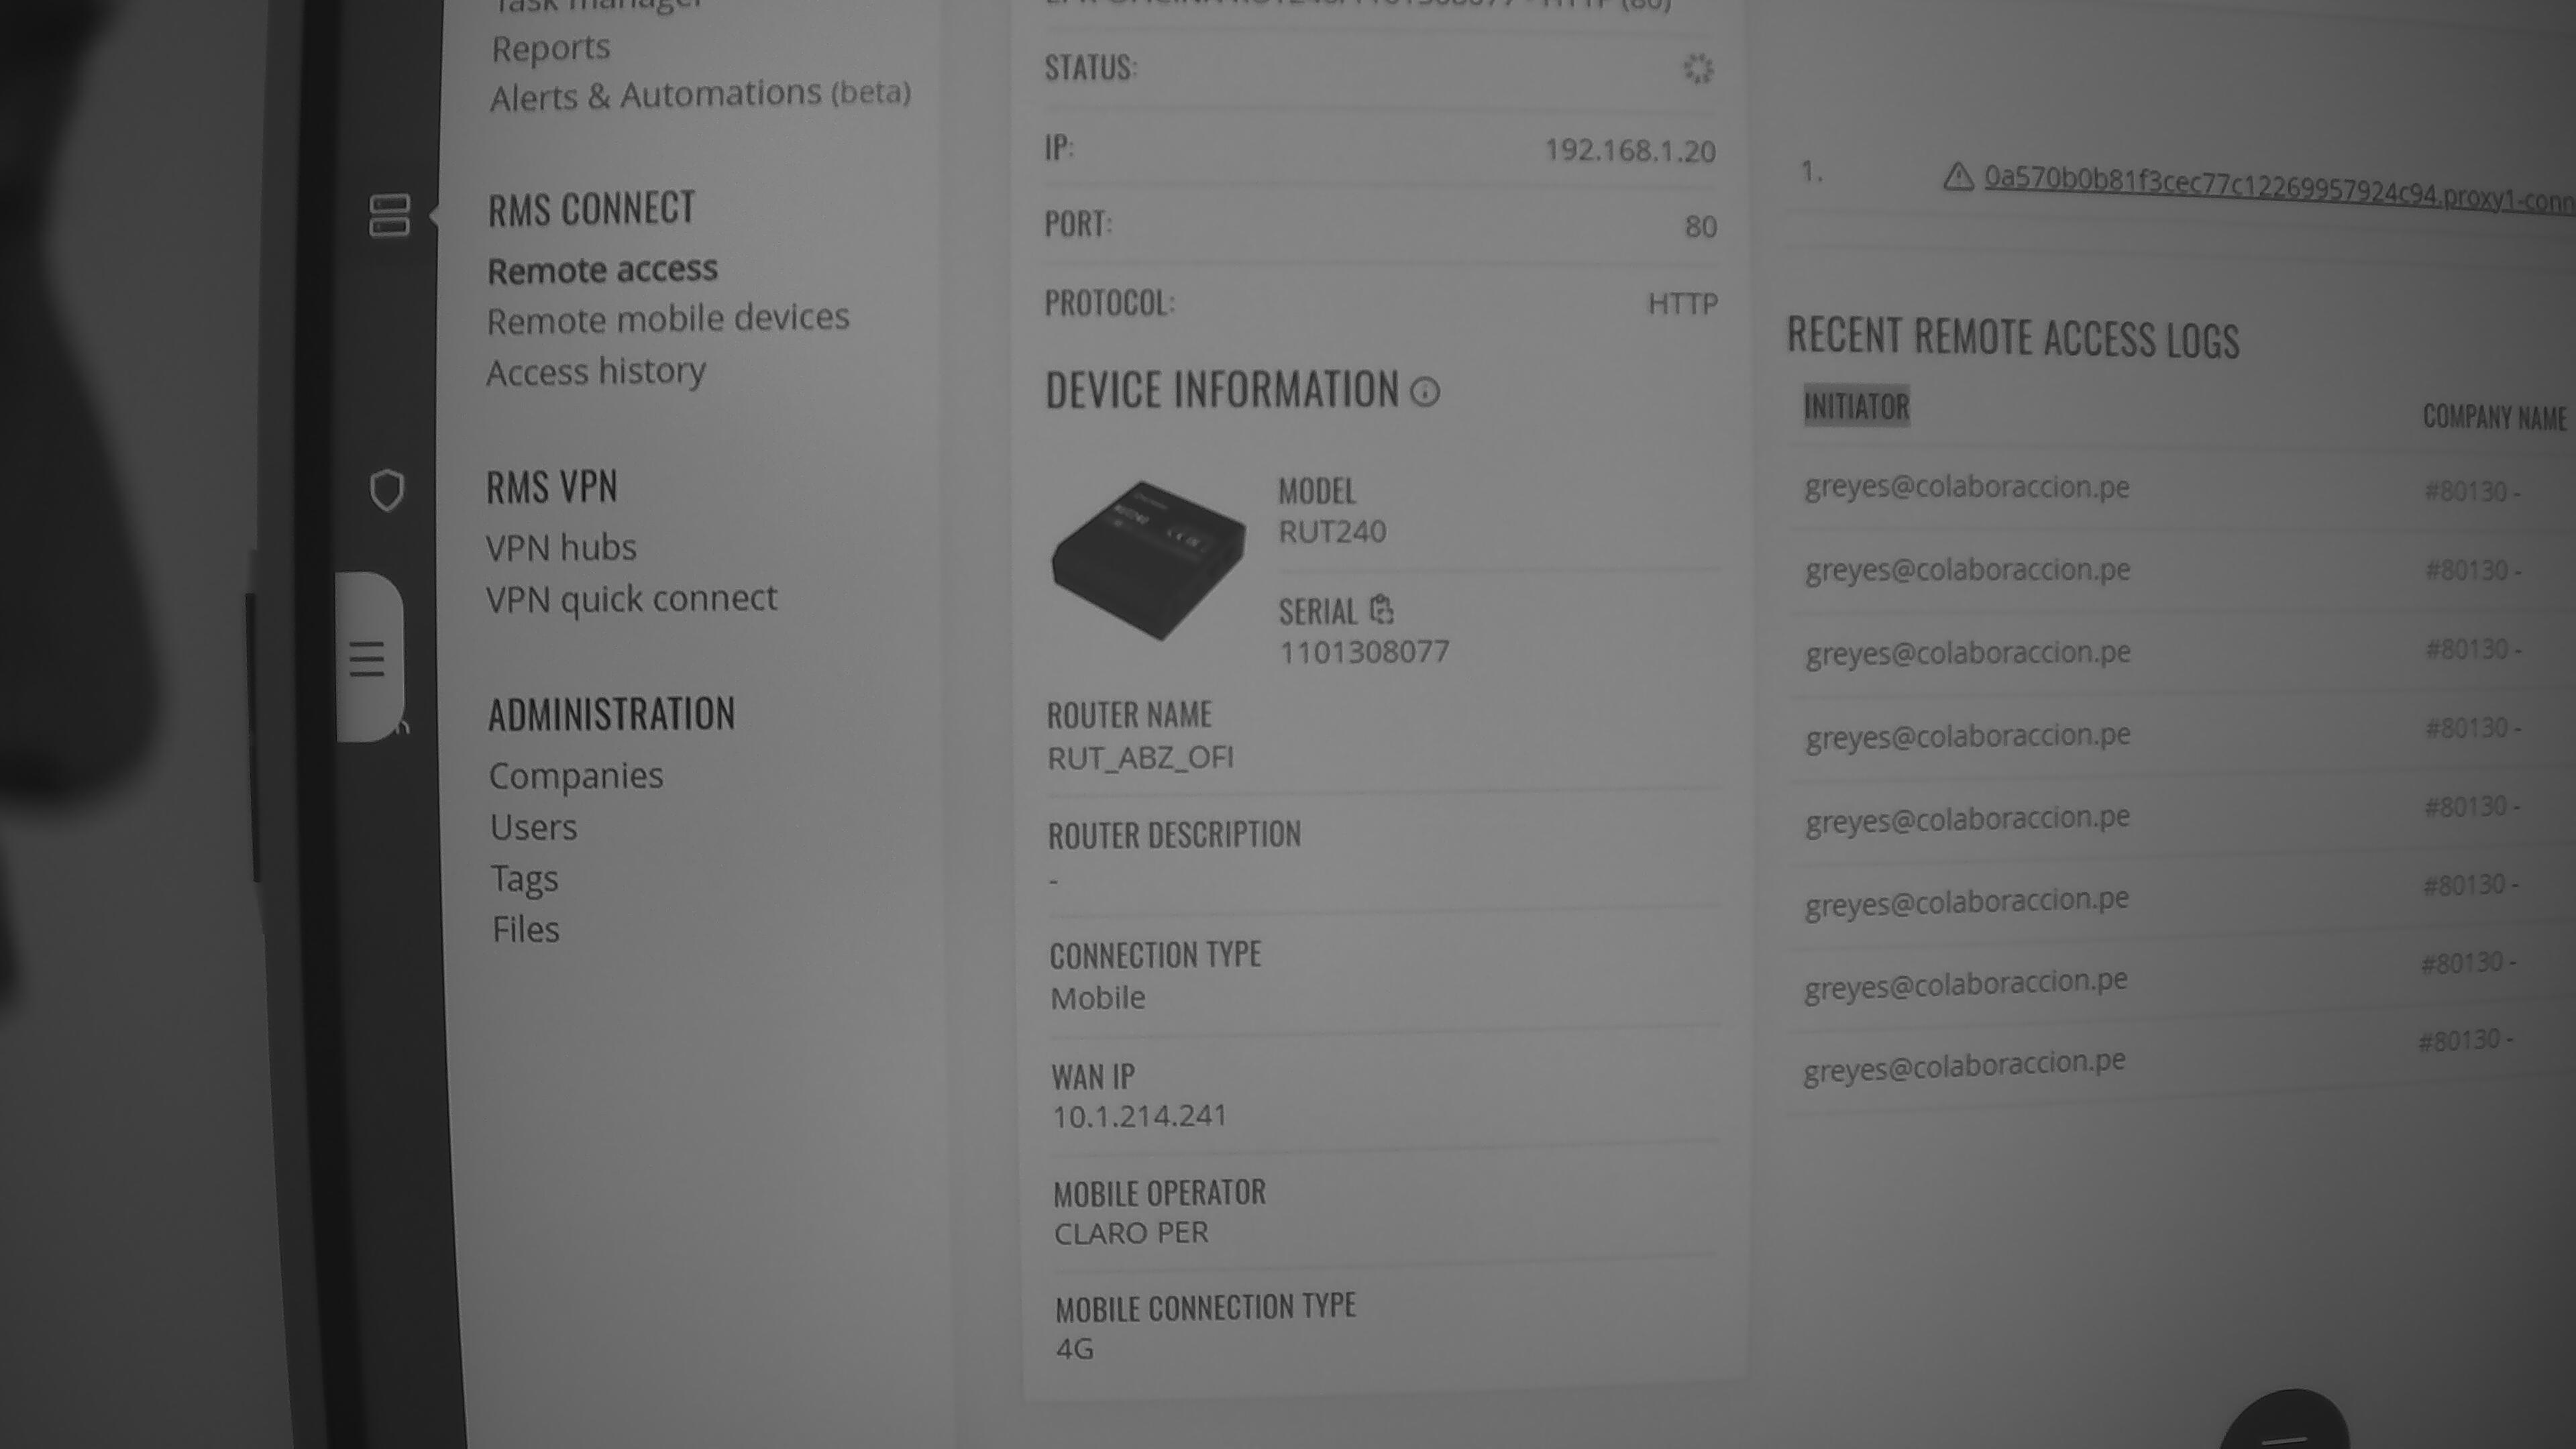 Task manager
Reports
Alerts & Automations (beta)
RMS CONNECT
Remote access
Remote mobile devices
Access history
RMS VPN
VPN hubs
VPN quick connect
ADMINISTRATION
Companies
Users
Tags
Files
HTTP (80)
STATUS:
IP: 192.168.1.20
PORT: 80
PROTOCOL: HTTP
DEVICE INFORMATION
MODEL
RUT240
SERIAL
1101308077
ROUTER NAME
RUT_ABZ_OFI
ROUTER DESCRIPTION
-
CONNECTION TYPE
Mobile
WAN IP
10.1.214.241
MOBILE OPERATOR
CLARO PER
MOBILE CONNECTION TYPE
4G
1. 0a570b0b81f3cec77c12269957924c94.proxy1-conn
RECENT REMOTE ACCESS LOGS
INITIATOR COMPANY NAME
greyes@colaboraccion.pe #80130 -
greyes@colaboraccion.pe #80130 -
greyes@colaboraccion.pe #80130 -
greyes@colaboraccion.pe #80130 -
greyes@colaboraccion.pe #80130 -
greyes@colaboraccion.pe #80130 -
greyes@colaboraccion.pe #80130 -
greyes@colaboraccion.pe #80130 -